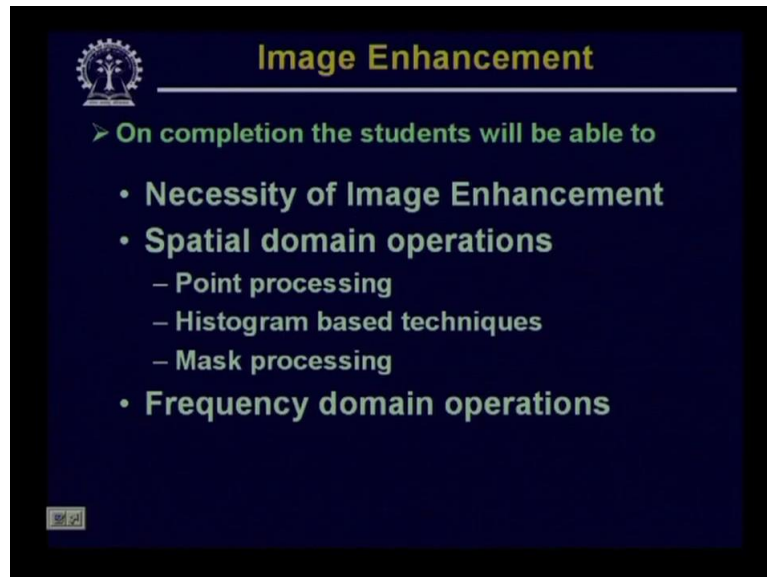 Image Enhancement
➢ On completion the students will be able to
• Necessity of Image Enhancement
• Spatial domain operations
– Point processing
– Histogram based techniques
– Mask processing
• Frequency domain operations